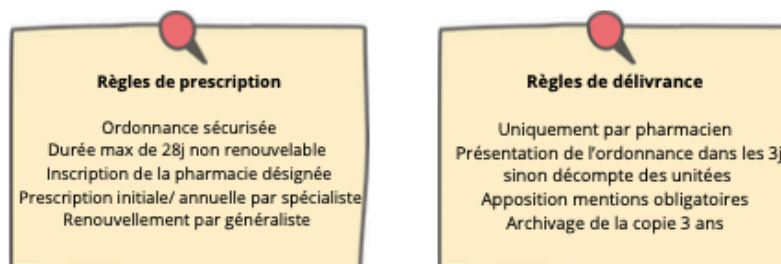 Règles de prescription
Ordonnance sécurisée
Durée max de 28j non renouvelable
Inscription de la pharmacie désignée
Prescription initiale/ annuelle par spécialiste
Renouvellement par généraliste
Règles de délivrance
Uniquement par pharmacien
Présentation de l'ordonnance dans les 3j
sinon décompte des unitées
Apposition mentions obligatoires
Archivage de la copie 3 ans